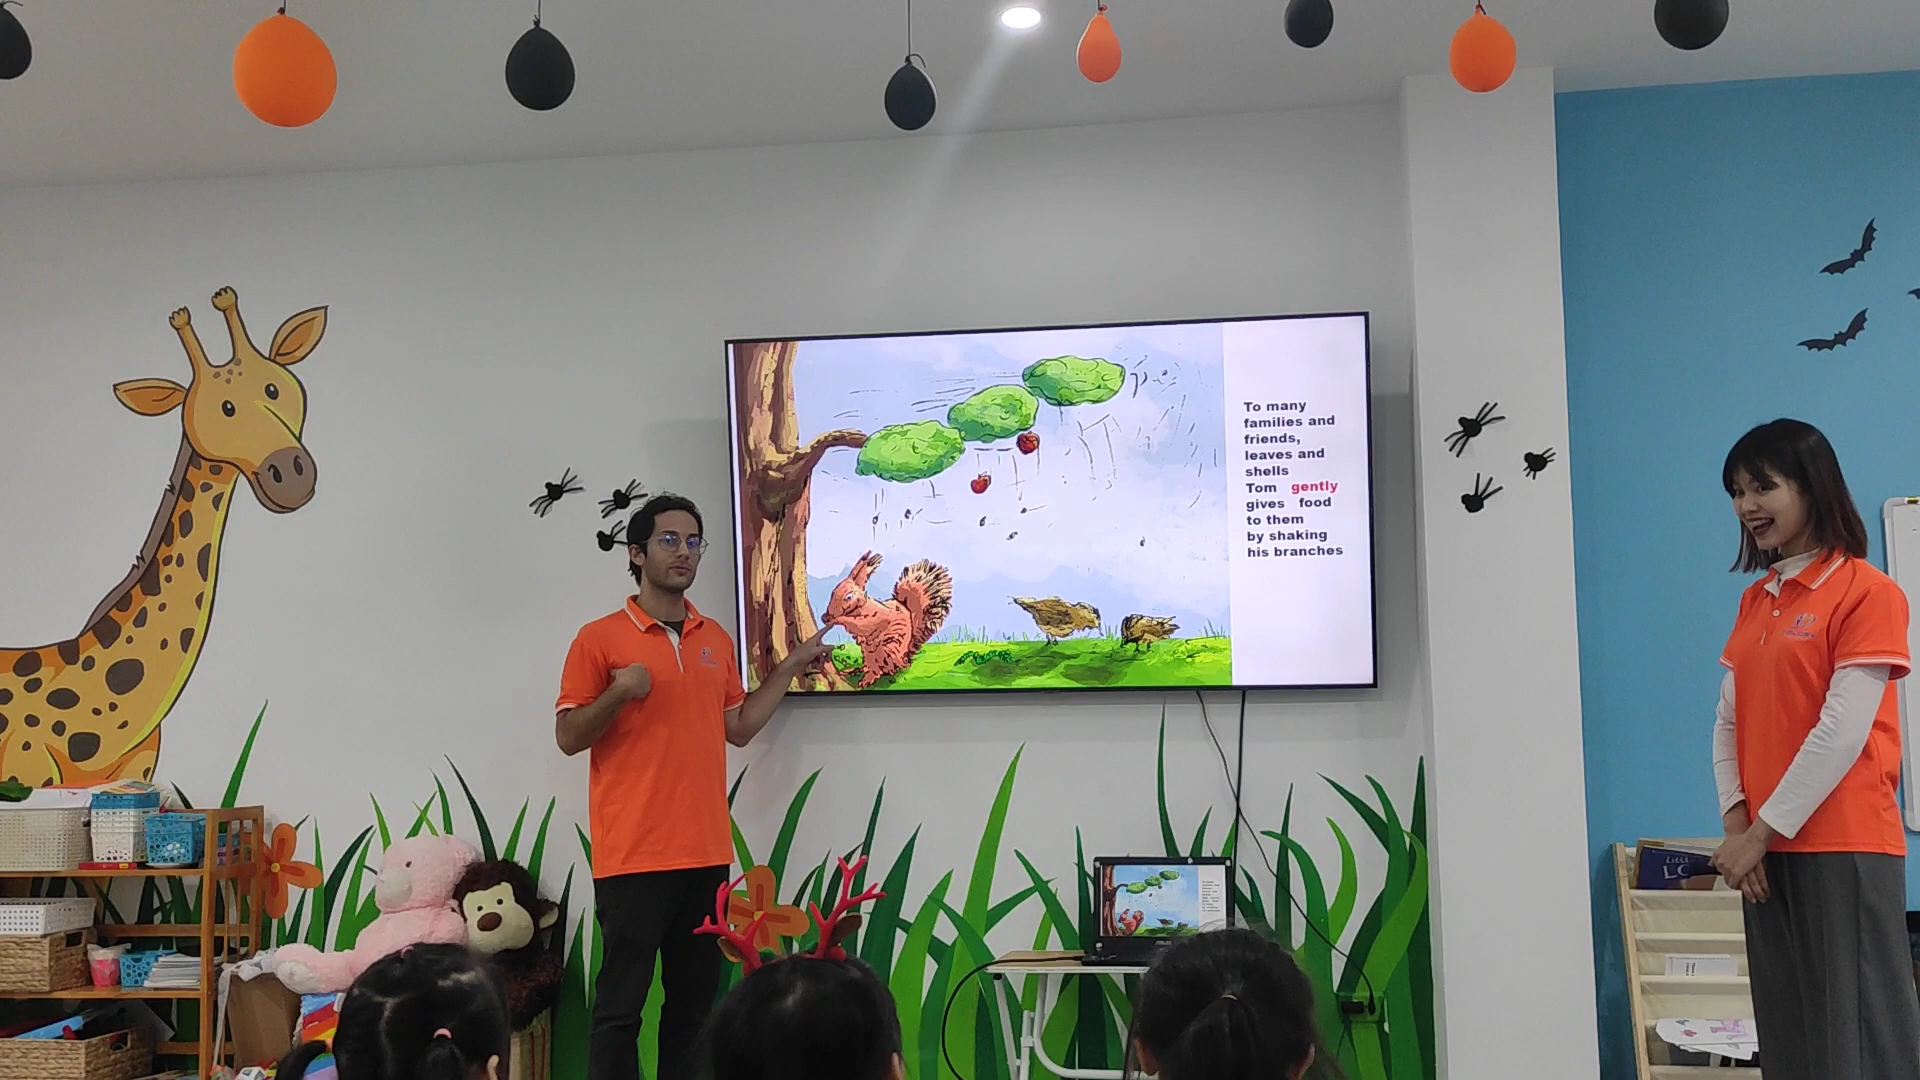 To many
families and
friends,
leaves and
shells
Tom gently
gives food
to them
by shaking
his branches